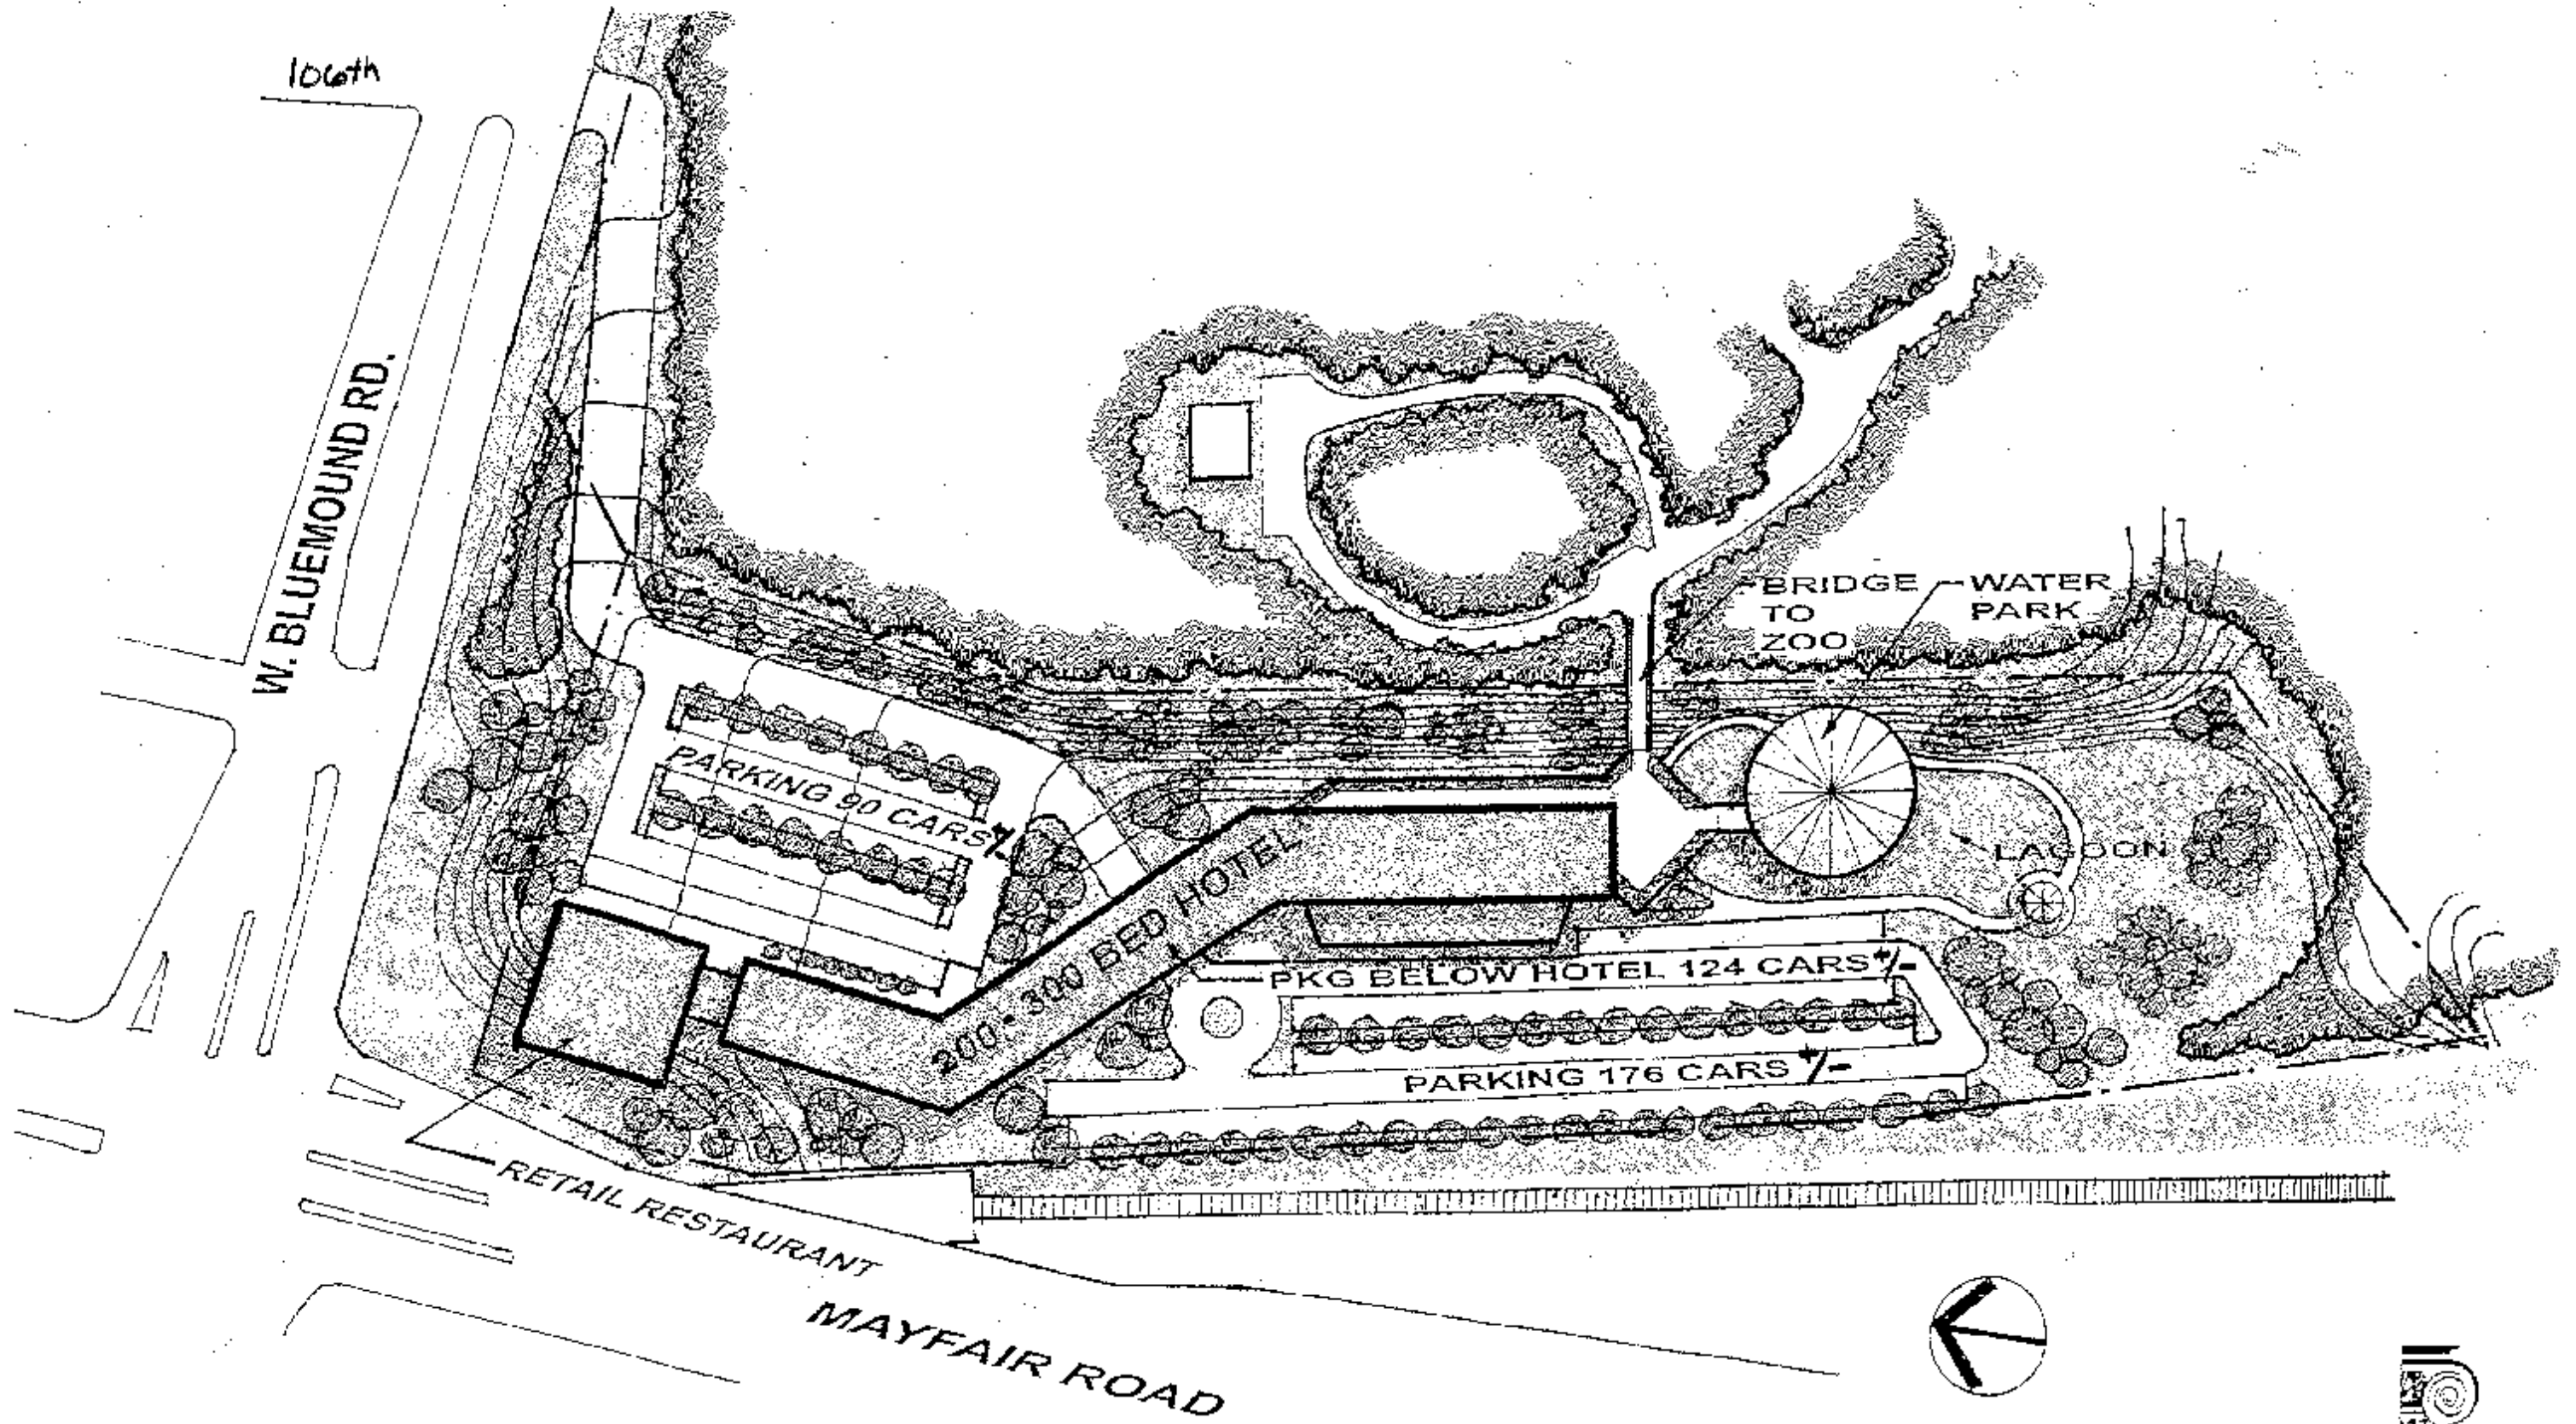 106th
W. BLUEMOUND RD.
BRIDGE
TO
ZOO
WATER
PARK
PARKING 90 CARS +/-
LAGOON
200 - 300 BED HOTEL
PKG BELOW HOTEL 124 CARS +/-
PARKING 176 CARS +/-
RETAIL RESTAURANT
MAYFAIR ROAD